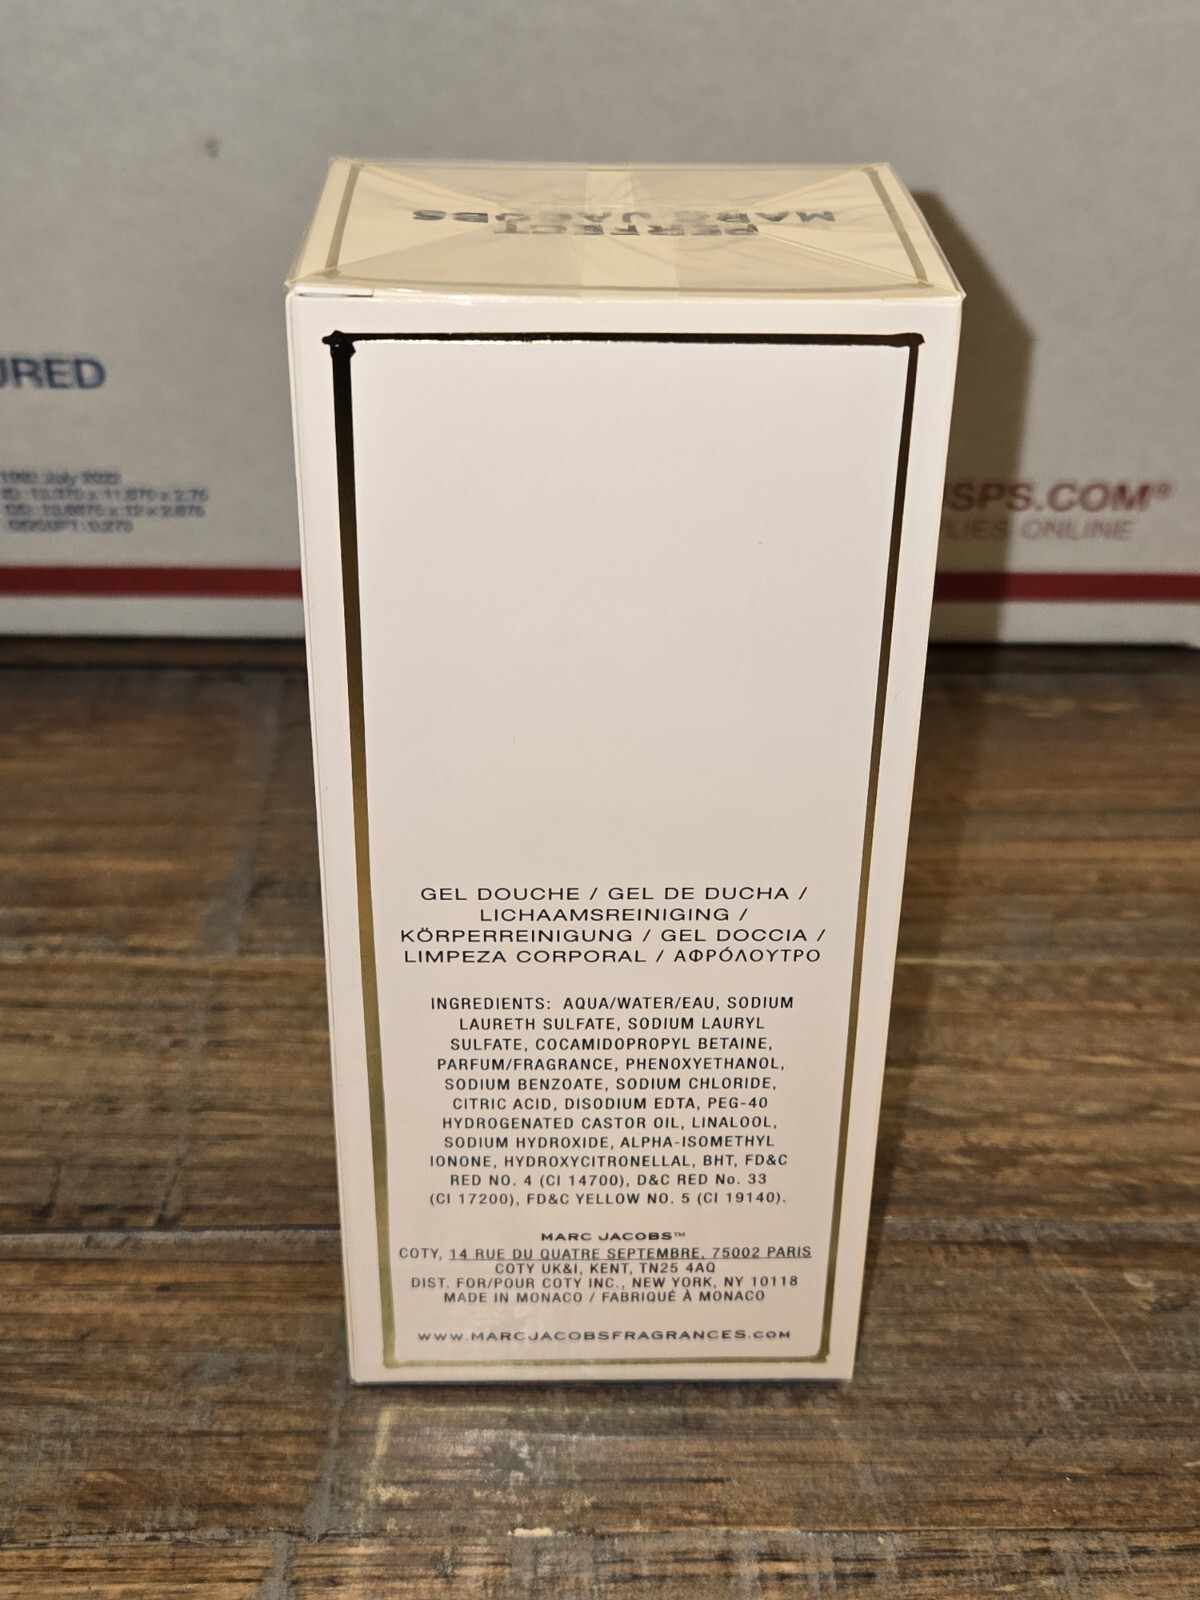 PERFECT
MARC JACOBS
URED
ISPS.COM®
LIES ONLINE
GEL DOUCHE / GEL DE DUCHA /
LICHAAMSREINIGING /
KÖRPERREINIGUNG / GEL DOCCIA /
LIMPEZA CORPORAL / ΑΦΡΌΛΟΥΤΡΟ
INGREDIENTS: AQUA/WATER/EAU, SODIUM
LAURETH SULFATE, SODIUM LAURYL
SULFATE, COCAMIDOPROPYL BETAINE,
PARFUM/FRAGRANCE, PHENOXYETHANOL,
SODIUM BENZOATE, SODIUM CHLORIDE,
CITRIC ACID, DISODIUM EDTA, PEG-40
HYDROGENATED CASTOR OIL, LINALOOL,
SODIUM HYDROXIDE, ALPHA-ISOMETHYL
IONONE, HYDROXYCITRONELLAL, BHT, FD&C
RED NO. 4 (CI 14700), D&C RED No. 33
(CI 17200), FD&C YELLOW NO. 5 (CI 19140).
MARC JACOBS™
COTY, 14 RUE DU QUATRE SEPTEMBRE, 75002 PARIS
COTY UK&I, KENT, TN25 4AQ
DIST. FOR/POUR COTY INC., NEW YORK, NY 10118
MADE IN MONACO / FABRIQUÉ À MONACO
WWW.MARCJACOBSFRAGRANCES.COM